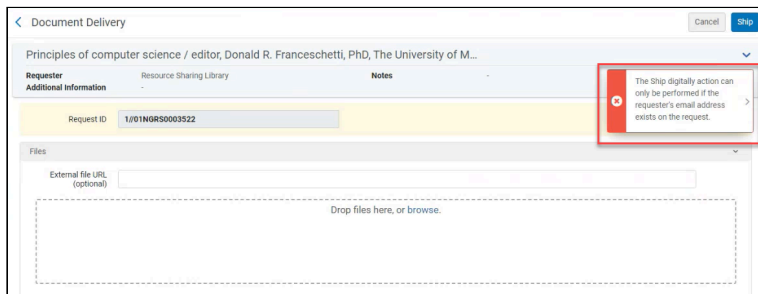 Document Delivery
Cancel
Ship
Principles of computer science / editor, Donald R. Franceschetti, PhD, The University of M...
Requester
Resource Sharing Library
Notes
-
Additional Information
-
The Ship digitally action can
only be performed if the
requester's email address
exists on the request.
Request ID
1//01NGRS0003522
Files
External file URL
(optional)
Drop files here, or browse.